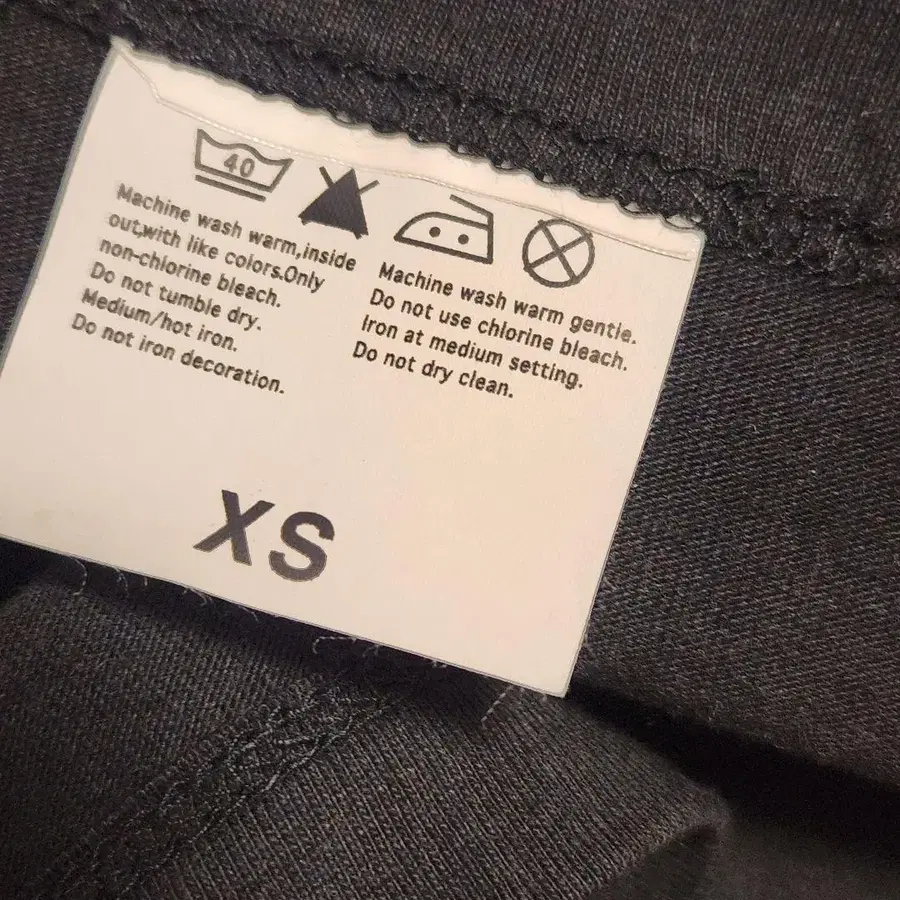 40
Machine wash warm,inside
out,with like colors.Only
non-chlorine bleach.
Do not tumble dry.
Medium/hot iron.
Do not iron decoration.
Machine wash warm gentle.
Do not use chlorine bleach.
Iron at medium setting.
Do not dry clean.
XS